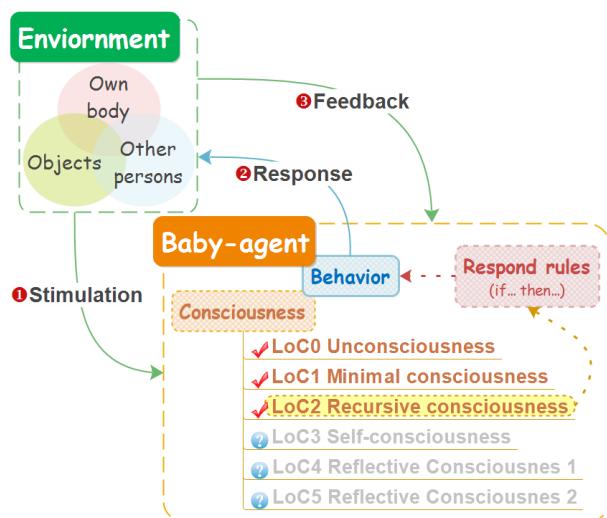 Enviornment
Own
body
Objects
Other
persons
❸Feedback
❷Response
Baby-agent
❶Stimulation
Behavior
Respond rules
(if... then...)
Consciousness
LoC0 Unconsciousness
LoC1 Minimal consciousness
LoC2 Recursive consciousness
? LoC3 Self-consciousness
? LoC4 Reflective Consciousnes 1
? LoC5 Reflective Consciousnes 2